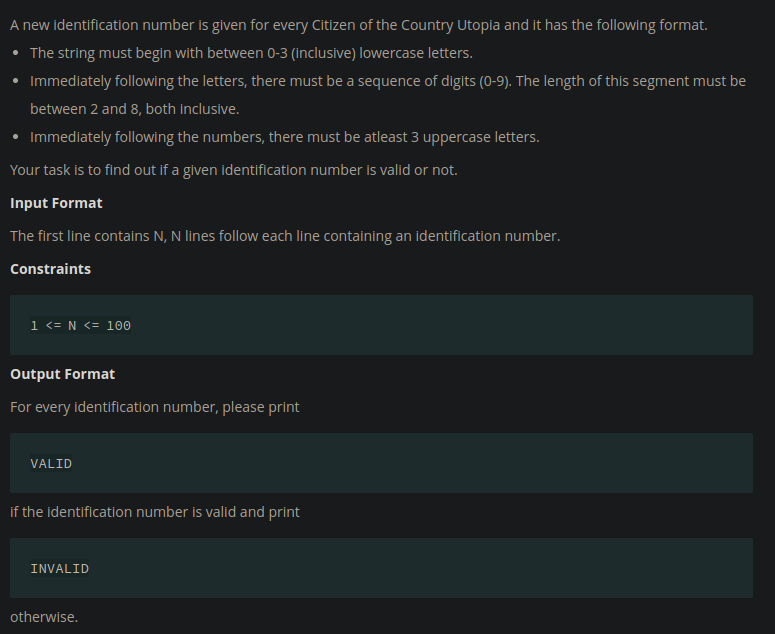 A new identification number is given for every Citizen of the Country Utopia and it has the following format.
• The string must begin with between 0-3 (inclusive) lowercase letters.
• Immediately following the letters, there must be a sequence of digits (0-9). The length of this segment must be
between 2 and 8, both inclusive.
• Immediately following the numbers, there must be atleast 3 uppercase letters.
Your task is to find out if a given identification number is valid or not.
Input Format
The first line contains N, N lines follow each line containing an identification number.
Constraints
1 <= N <= 100
Output Format
For every identification number, please print
VALID
if the identification number is valid and print
INVALID
otherwise.